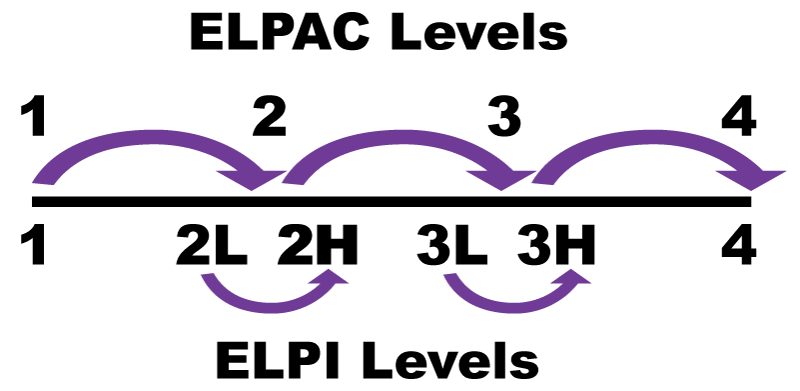 ELPAC Levels
1 2 3 4
1 2L 2H 3L 3H 4
ELPI Levels